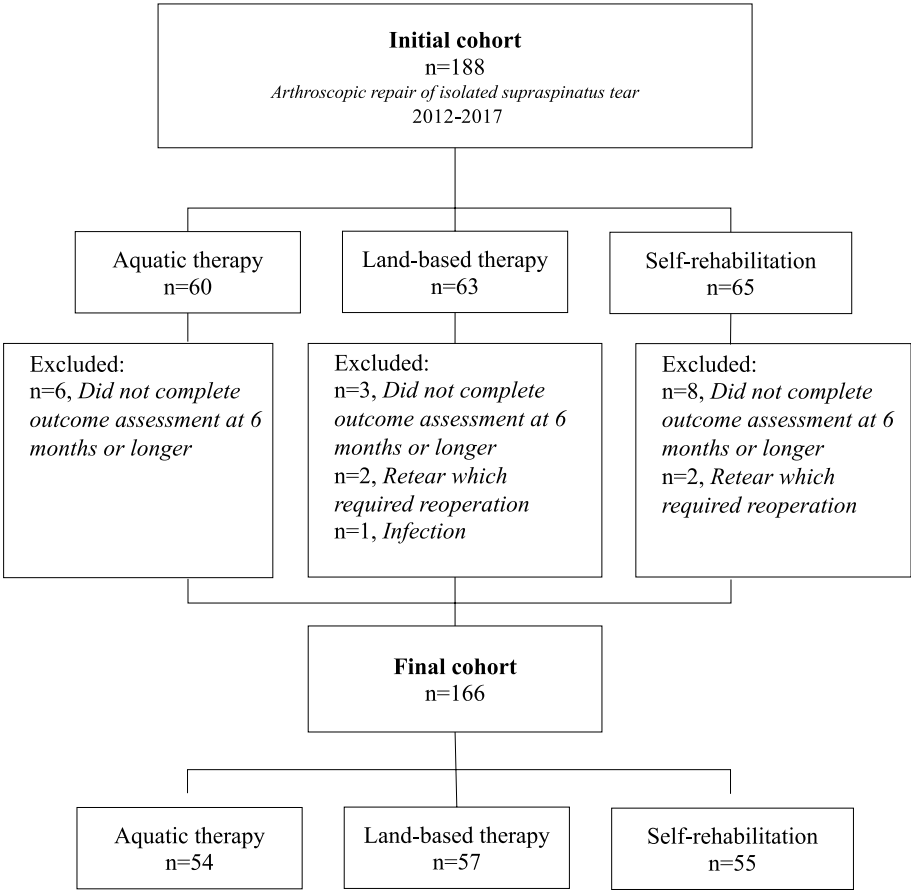 Initial cohort
n=188
Arthroscopic repair of isolated supraspinatus tear
2012-2017
Aquatic therapy
n=60
Land-based therapy
n=63
Self-rehabilitation
n=65
Excluded:
n=6, Did not complete
outcome assessment at 6
months or longer
Excluded:
n=3, Did not complete
outcome assessment at 6
months or longer
n=2, Retear which
required reoperation
n=1, Infection
Excluded:
n=8, Did not complete
outcome assessment at 6
months or longer
n=2, Retear which
required reoperation
Final cohort
n=166
Aquatic therapy
n=54
Land-based therapy
n=57
Self-rehabilitation
n=55